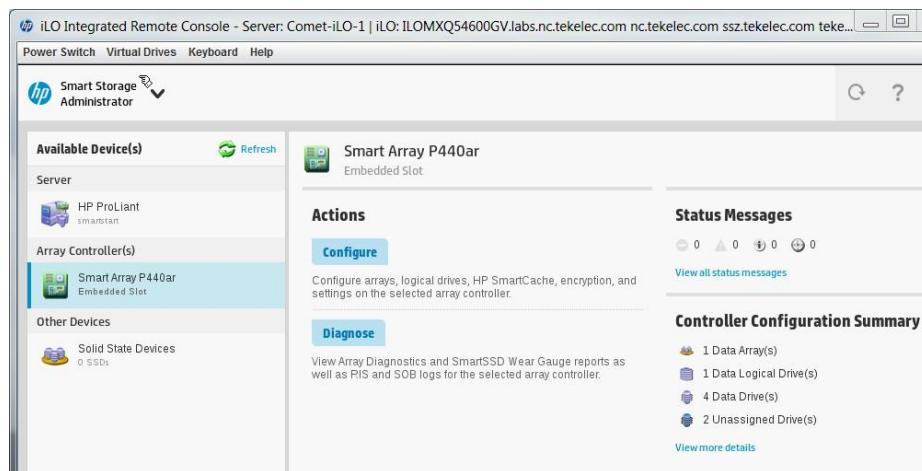 iLO Integrated Remote Console - Server: Comet-iLO-1 | iLO: ILOMXQ54600GV.labs.nc.tekelec.com nc.tekelec.com ssz.tekelec.com teke...
Power Switch Virtual Drives Keyboard Help
hp
Smart Storage
Administrator
?
Available Device(s)
Refresh
Server
HP ProLiant
smartstart
Array Controller(s)
Smart Array P440ar
Embedded Slot
Other Devices
Solid State Devices
0 SSDs
Smart Array P440ar
Embedded Slot
Actions
Configure
Configure arrays, logical drives, HP SmartCache, encryption, and
settings on the selected array controller.
Diagnose
View Array Diagnostics and SmartSSD Wear Gauge reports as
well as PIS and SOB logs for the selected array controller.
Status Messages
0 0 0 0
View all status messages
Controller Configuration Summary
1 Data Array(s)
1 Data Logical Drive(s)
4 Data Drive(s)
2 Unassigned Drive(s)
View more details